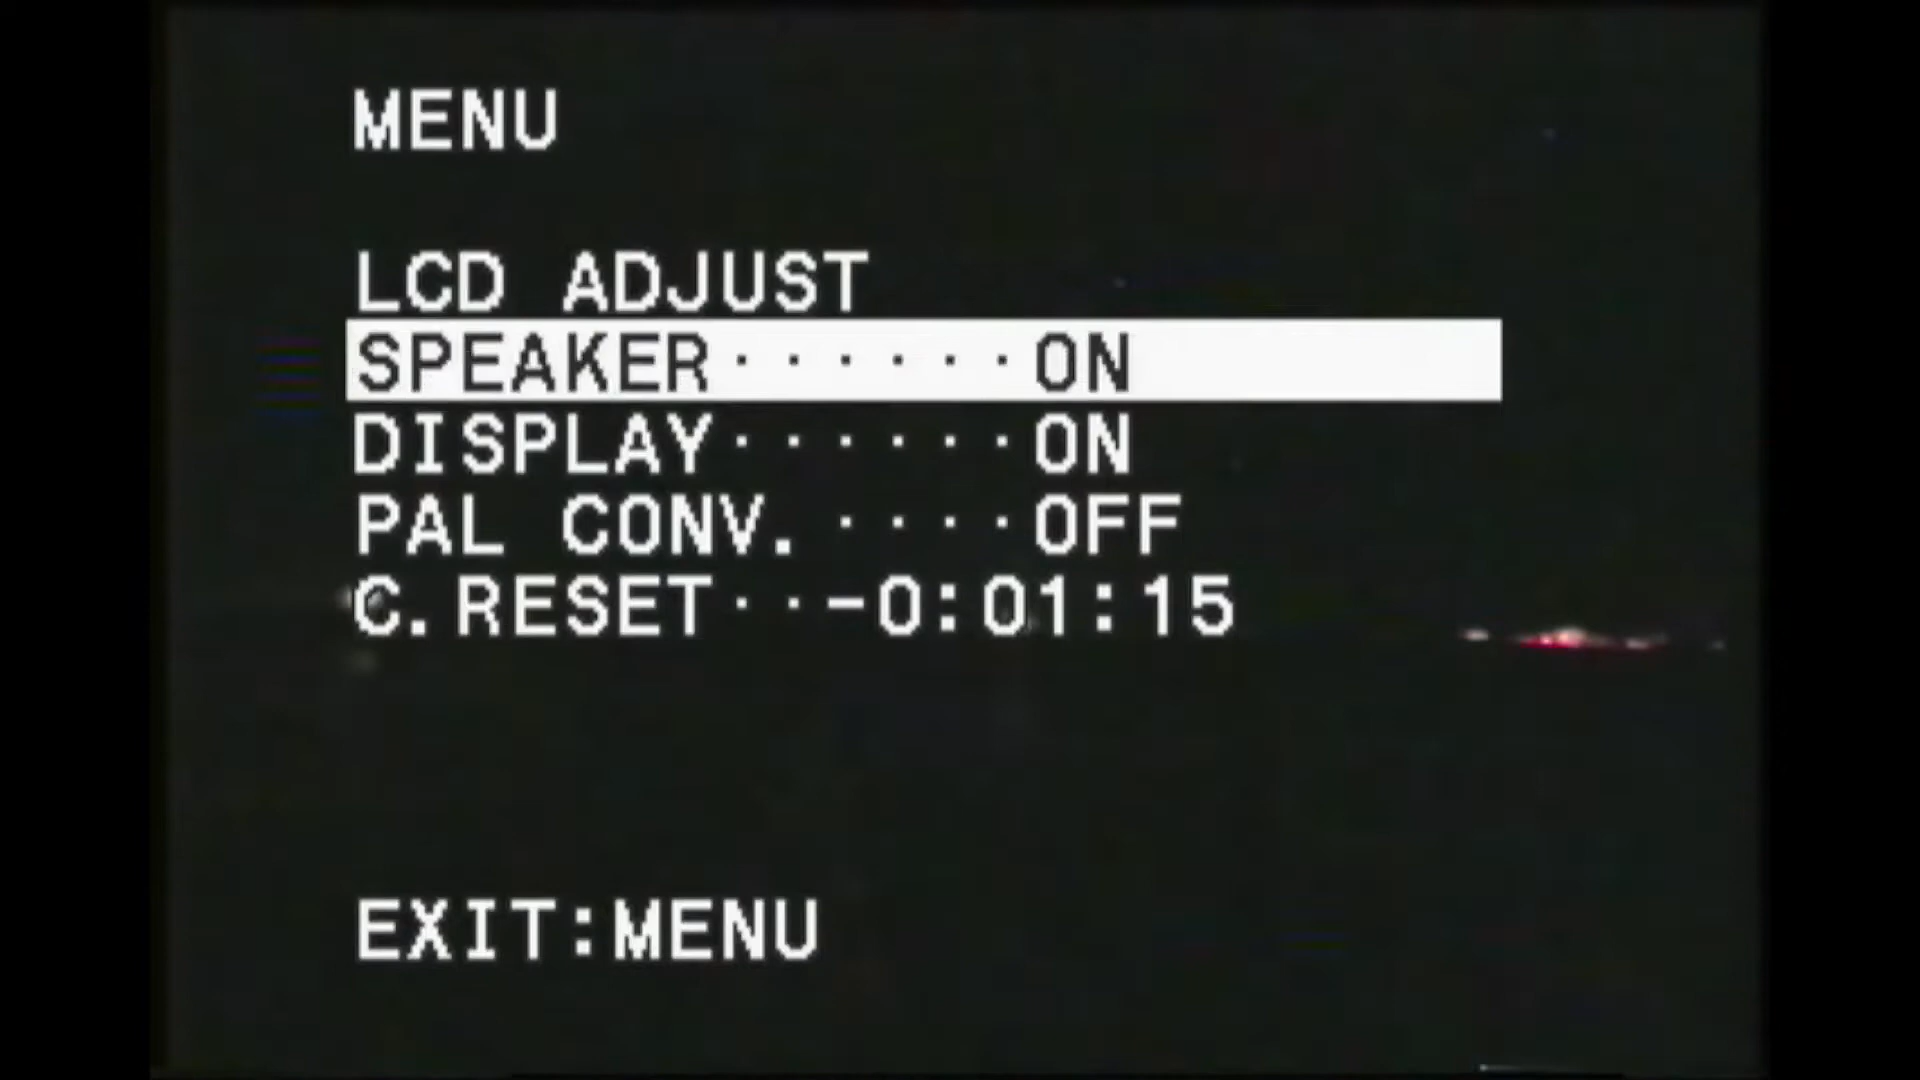 MENU
LCD ADJUST
SPEAKER······ON
DISPLAY······ON
PAL CONV.····OFF
C.RESET··-0:01:15
EXIT:MENU